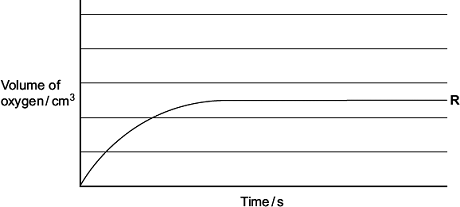 Volume of
oxygen / cm³
R
Time / s